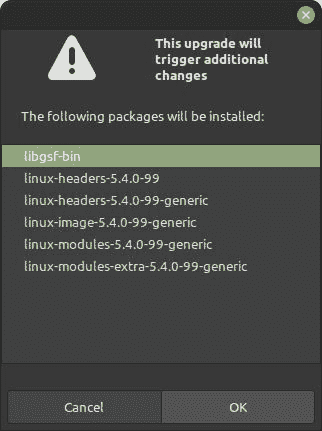 This upgrade will
trigger additional
changes
The following packages will be installed:
libgsf-bin
linux-headers-5.4.0-99
linux-headers-5.4.0-99-generic
linux-image-5.4.0-99-generic
linux-modules-5.4.0-99-generic
linux-modules-extra-5.4.0-99-generic
Cancel
OK